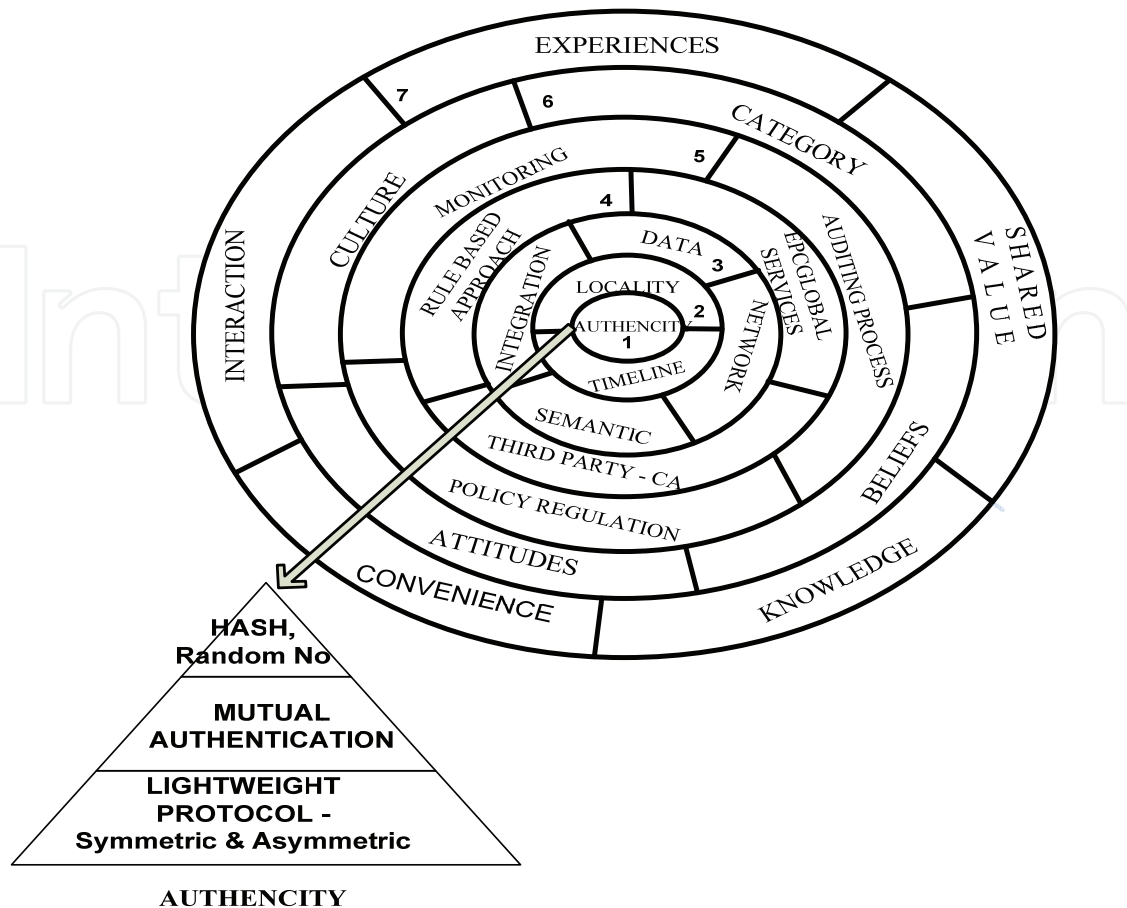 EXPERIENCES
7
6
CATEGORY
5
MONITORING
CULTURE
4
RULE BASED
APPROACH
DATA
3
EPCGLOBAL
SERVICES
AUDITING PROCESS
SHARED
VALUE
INTERACTION
INTEGRATION
LOCALITY
2
AUTHENCITY
1
NETWORK
TIMELINE
SEMANTIC
THIRD PARTY - CA
BELIEFS
POLICY REGULATION
ATTITUDES
CONVENIENCE
KNOWLEDGE
HASH,
Random No
MUTUAL
AUTHENTICATION
LIGHTWEIGHT
PROTOCOL -
Symmetric & Asymmetric
AUTHENCITY